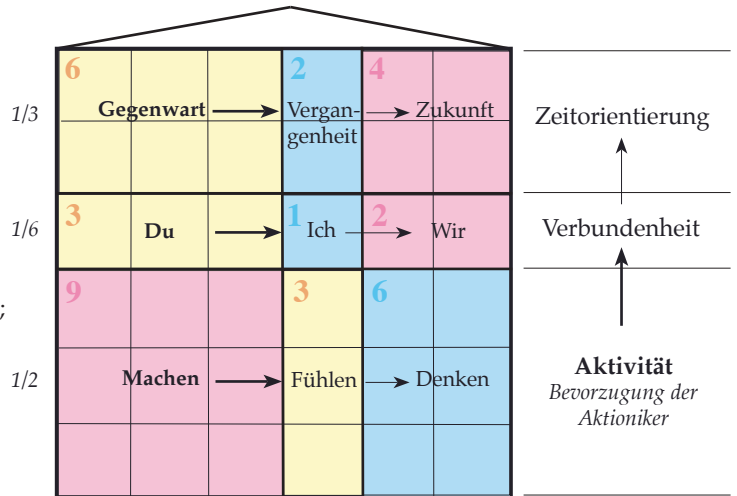 6 2 4
1/3 Gegenwart Vergan- Zukunft Zeitorientierung
genheit
3 1 2
1/6 Du Ich Wir Verbundenheit
9 3 6
;
1/2 Machen Fühlen Denken Aktivität
Bevorzugung der
Aktioniker